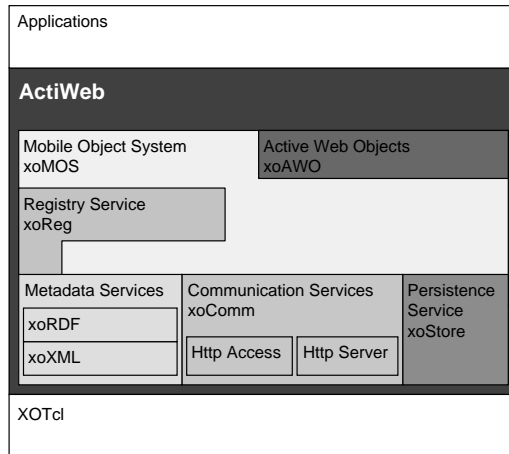 Applications
ActiWeb
Mobile Object System
xoMOS
Active Web Objects
xoAWO
Registry Service
xoReg
Metadata Services
xoRDF
xoXML
Communication Services
xoComm
Http Access
Http Server
Persistence
Service
xoStore
XOTcl